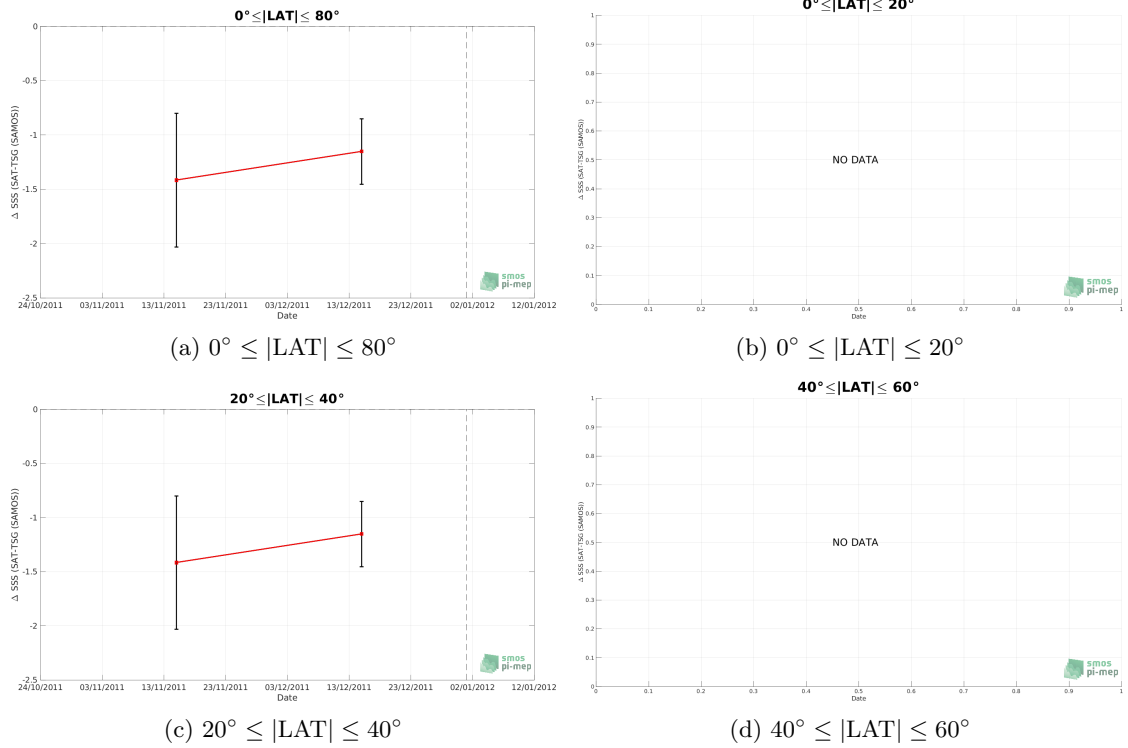 0°≤|LAT|≤ 80°
0
-0.5
-1
-1.5
-2
-2.5
Δ SSS (SAT-TSG (SAMOS))
24/10/2011 03/11/2011 13/11/2011 23/11/2011 03/12/2011 13/12/2011 23/12/2011 02/01/2012 12/01/2012
Date
smos
pi-mep
(a) 0° ≤ |LAT| ≤ 80°
0°≤|LAT|≤ 20°
1
0.9
0.8
0.7
0.6
0.5
0.4
0.3
0.2
0.1
0
Δ SSS (SAT-TSG (SAMOS))
NO DATA
0 0.1 0.2 0.3 0.4 0.5 0.6 0.7 0.8 0.9 1
Date
smos
pi-mep
(b) 0° ≤ |LAT| ≤ 20°
20°≤|LAT|≤ 40°
0
-0.5
-1
-1.5
-2
-2.5
Δ SSS (SAT-TSG (SAMOS))
24/10/2011 03/11/2011 13/11/2011 23/11/2011 03/12/2011 13/12/2011 23/12/2011 02/01/2012 12/01/2012
Date
smos
pi-mep
(c) 20° ≤ |LAT| ≤ 40°
40°≤|LAT|≤ 60°
1
0.9
0.8
0.7
0.6
0.5
0.4
0.3
0.2
0.1
0
Δ SSS (SAT-TSG (SAMOS))
NO DATA
0 0.1 0.2 0.3 0.4 0.5 0.6 0.7 0.8 0.9 1
Date
smos
pi-mep
(d) 40° ≤ |LAT| ≤ 60°